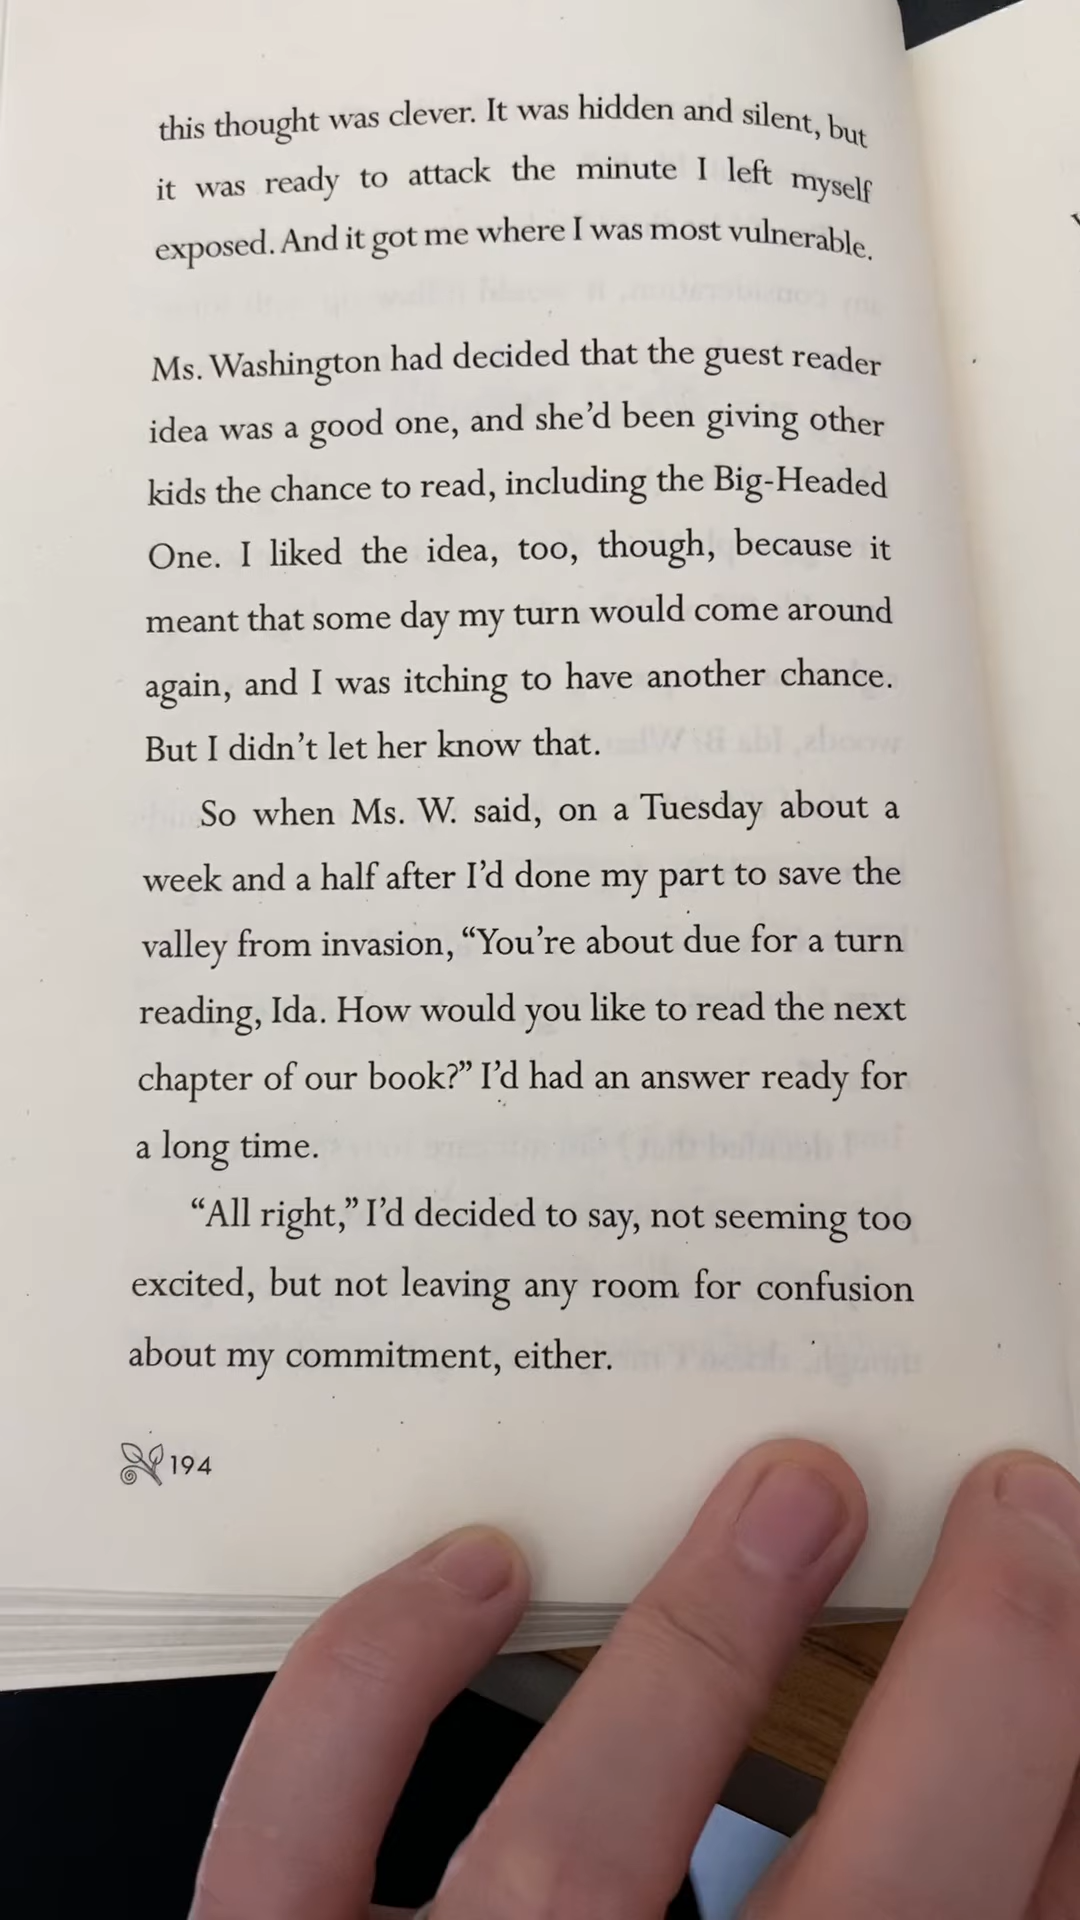 this thought was clever. It was hidden and silent, but
it was ready to attack the minute I left myself
exposed. And it got me where I was most vulnerable.
Ms. Washington had decided that the guest reader
idea was a good one, and she’d been giving other
kids the chance to read, including the Big-Headed
One. I liked the idea, too, though, because it
meant that some day my turn would come around
again, and I was itching to have another chance.
But I didn’t let her know that.
So when Ms. W. said, on a Tuesday about a
week and a half after I’d done my part to save the
valley from invasion, “You’re about due for a turn
reading, Ida. How would you like to read the next
chapter of our book?” I’d had an answer ready for
a long time.
“All right,” I’d decided to say, not seeming too
excited, but not leaving any room for confusion
about my commitment, either.
194